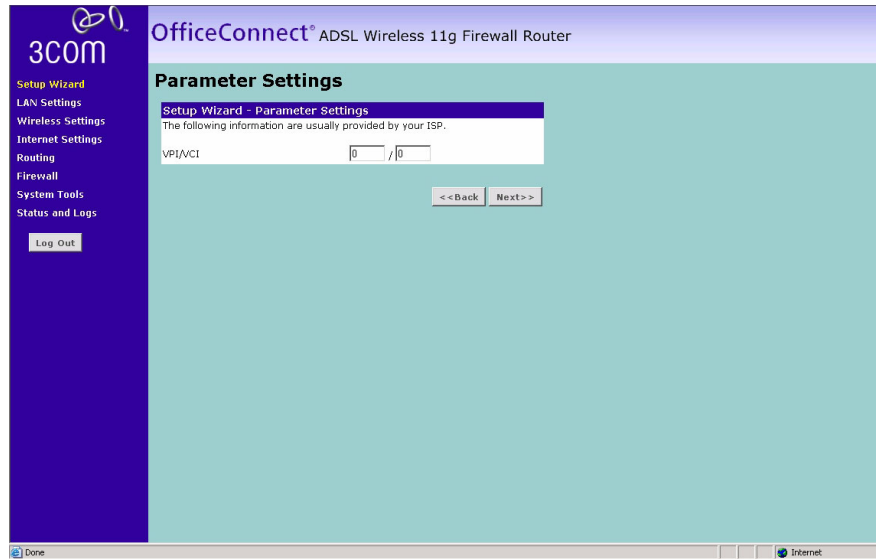 3COM
OfficeConnect® ADSL Wireless 11g Firewall Router
Setup Wizard
LAN Settings
Wireless Settings
Internet Settings
Routing
Firewall
System Tools
Status and Logs
Log Out
Parameter Settings
Setup Wizard - Parameter Settings
The following information are usually provided by your ISP.
VPI/VCI 0 / 0
<<Back Next>>
Done Internet